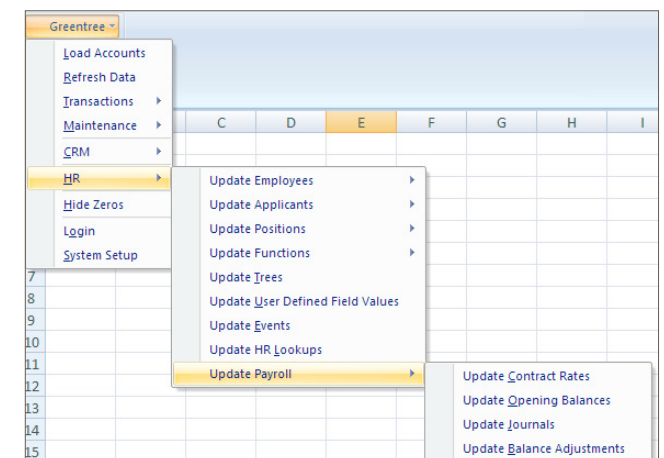 Greentree
Load Accounts
Refresh Data
Transactions
Maintenance
CRM
HR
Hide Zeros
Login
System Setup
C D E F G H I
Update Employees
Update Applicants
Update Positions
Update Functions
Update Trees
Update User Defined Field Values
Update Events
Update HR Lookups
Update Payroll
Update Contract Rates
Update Opening Balances
Update Journals
Update Balance Adjustments
7
8
9
10
11
12
13
14
15